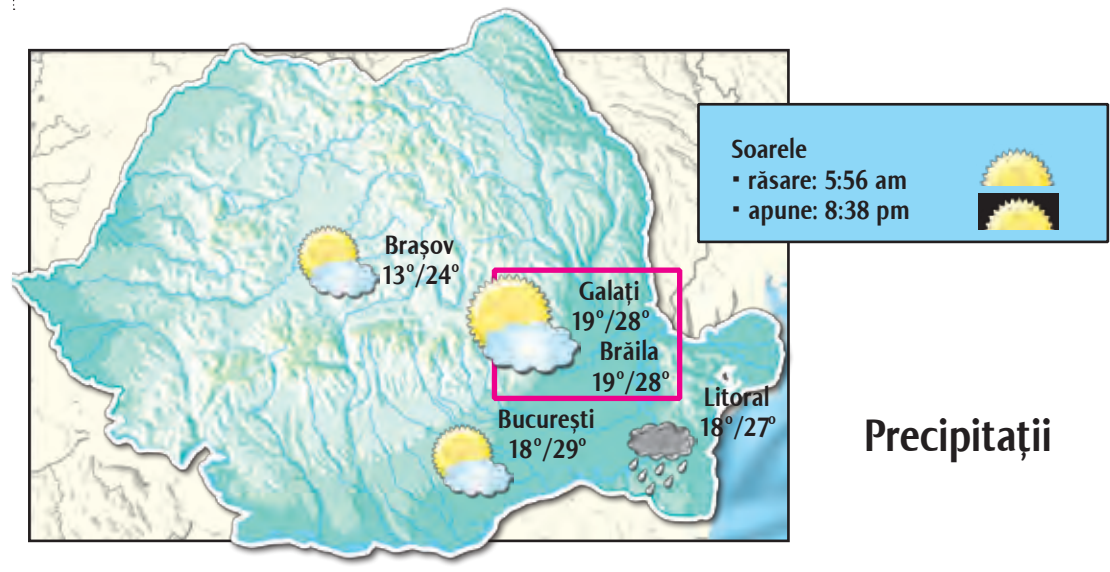 Soarele
▪ răsare: 5:56 am
▪ apune: 8:38 pm
Brașov
13°/24°
Galați
19°/28°
Brăila
19°/28°
Litoral
18°/27°
București
18°/29°
Precipitații